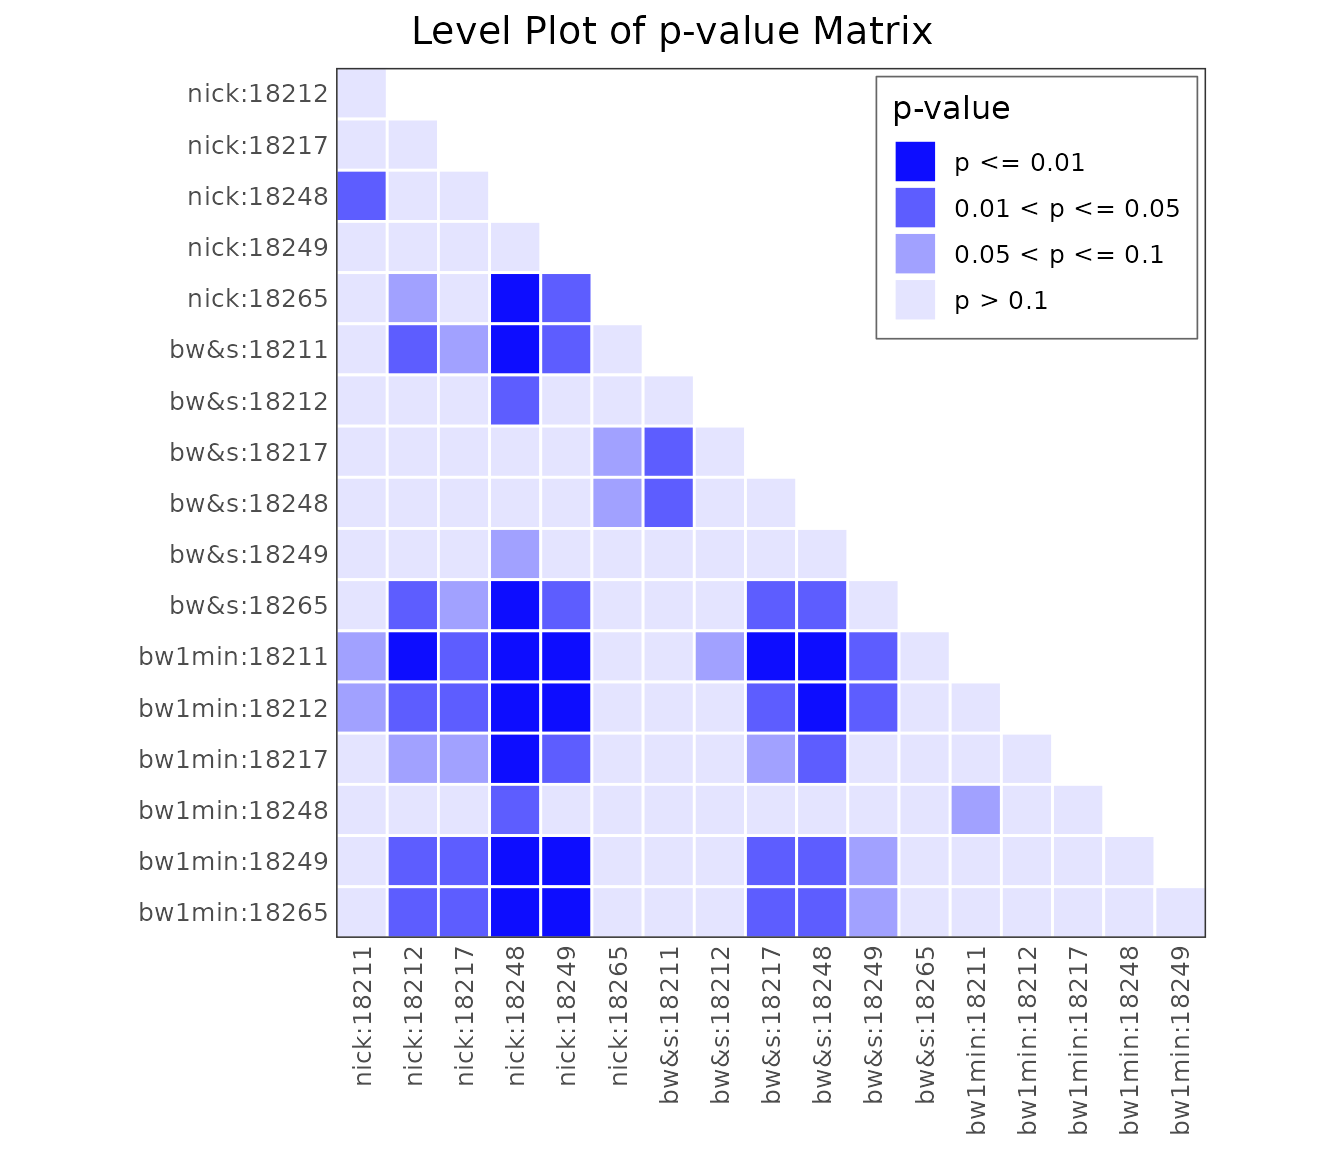 Level Plot of p-value Matrix
p-value
p <= 0.01
0.01 < p <= 0.05
0.05 < p <= 0.1
p > 0.1
nick:18212
nick:18217
nick:18248
nick:18249
nick:18265
bw&s:18211
bw&s:18212
bw&s:18217
bw&s:18248
bw&s:18249
bw&s:18265
bw1min:18211
bw1min:18212
bw1min:18217
bw1min:18248
bw1min:18249
bw1min:18265
nick:18211
nick:18212
nick:18217
nick:18248
nick:18249
nick:18265
bw&s:18211
bw&s:18212
bw&s:18217
bw&s:18248
bw&s:18249
bw&s:18265
bw1min:18211
bw1min:18212
bw1min:18217
bw1min:18248
bw1min:18249